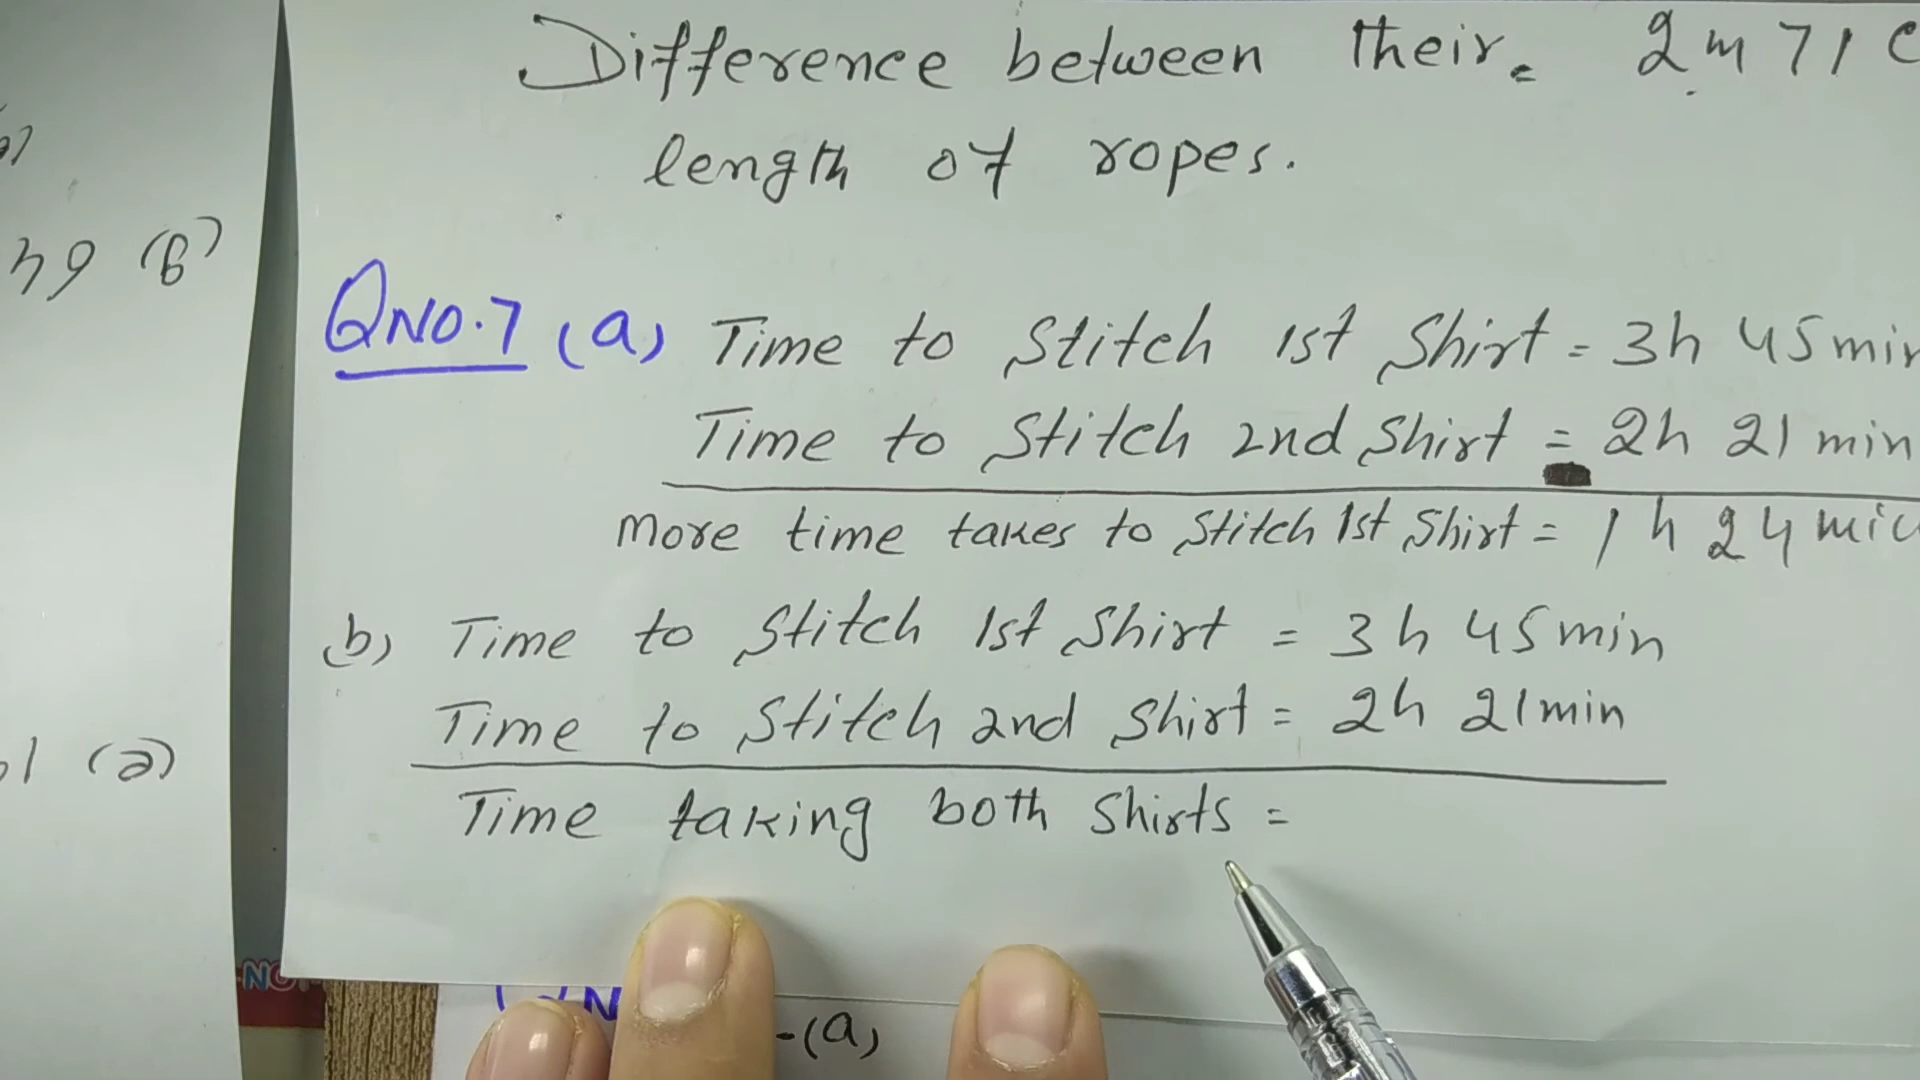 Difference between their = 2m 71 c
length of ropes.
QNO.7 (a) Time to Stitch 1st Shirt = 3h 45min
Time to Stitch 2nd Shirt = 2h 21 min
more time takes to Stitch 1st Shirt = 1h 24 min
b) Time to Stitch 1st Shirt = 3h 45min
Time to Stitch 2nd Shirt = 2h 21min
Time taking both Shirts =
(a)